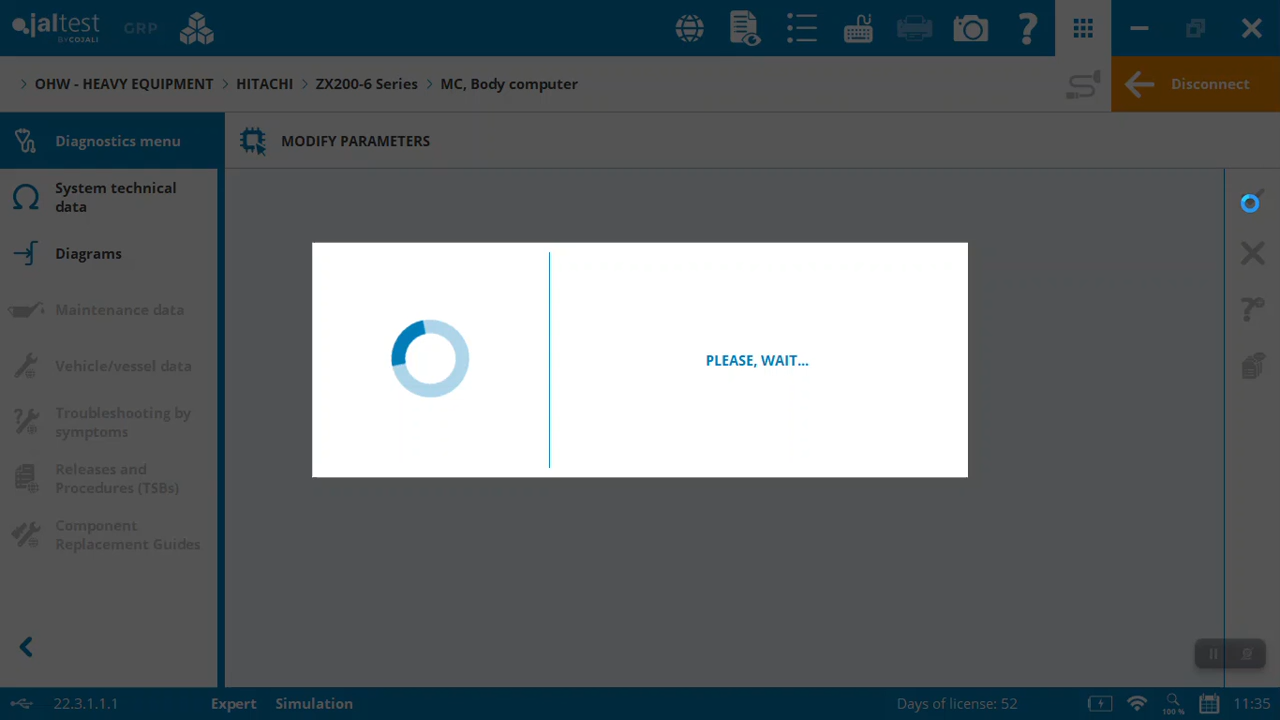 jaltest
BY COJALI
GRP
?
OHW - HEAVY EQUIPMENT > HITACHI > ZX200-6 Series > MC, Body computer
Disconnect
Diagnostics menu
MODIFY PARAMETERS
System technical
data
Diagrams
Maintenance data
Vehicle/vessel data
Troubleshooting by
symptoms
Releases and
Procedures (TSBs)
Component
Replacement Guides
PLEASE, WAIT...
22.3.1.1.1
Expert
Simulation
Days of license: 52
100 %
11:35